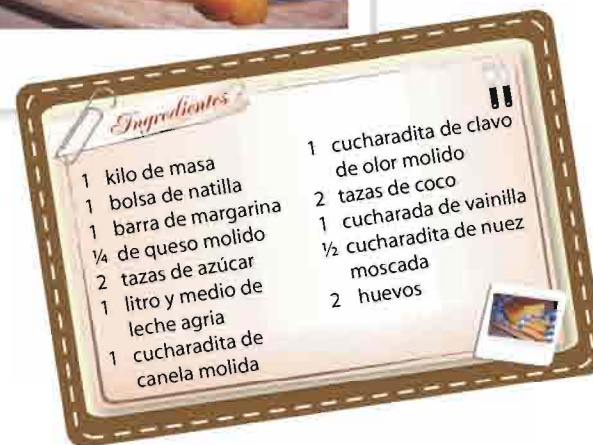 Ingredientes
1 kilo de masa
1 bolsa de natilla
1 barra de margarina
¼ de queso molido
2 tazas de azúcar
1 litro y medio de
leche agria
1 cucharadita de
canela molida
1 cucharadita de clavo
de olor molido
2 tazas de coco
1 cucharada de vainilla
½ cucharadita de nuez
moscada
2 huevos